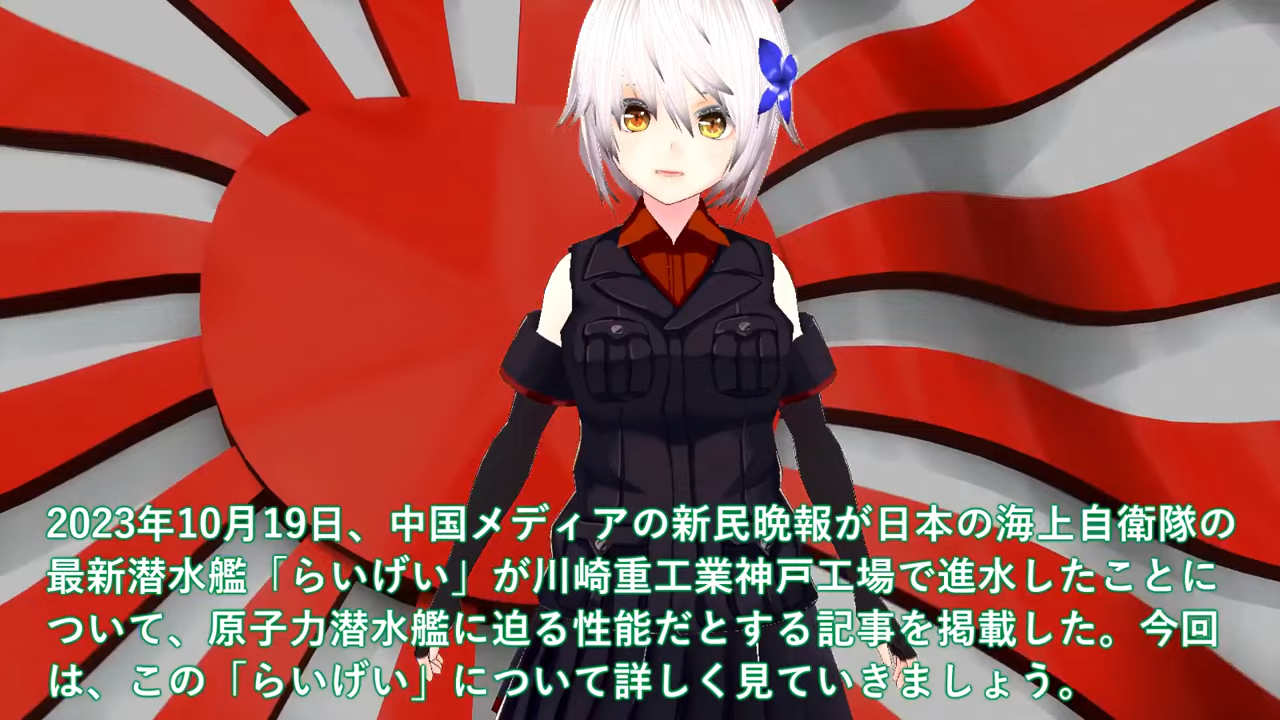 2023年10月19日、中国メディアの新民晩報が日本の海上自衛隊の
最新潜水艦「らいげい」が川崎重工業神戸工場で進水したことに
ついて、原子力潜水艦に迫る性能だとする記事を掲載した。今回
は、この「らいげい」について詳しく見ていきましょう。